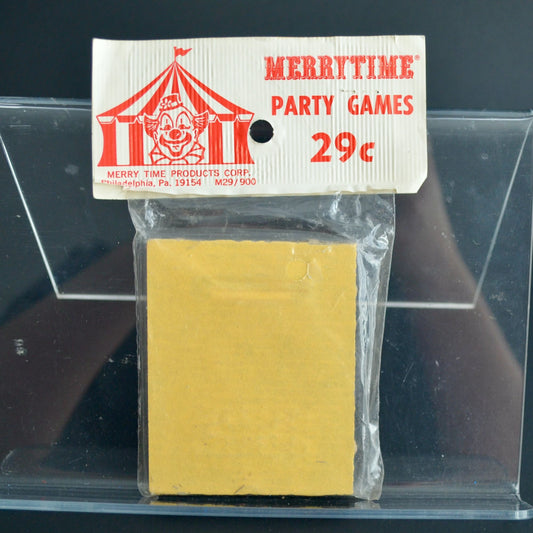 MERRYTIME®
PARTY GAMES
29c
MERRY TIME PRODUCTS CORP.
Philadelphia, Pa. 19154 M29/900